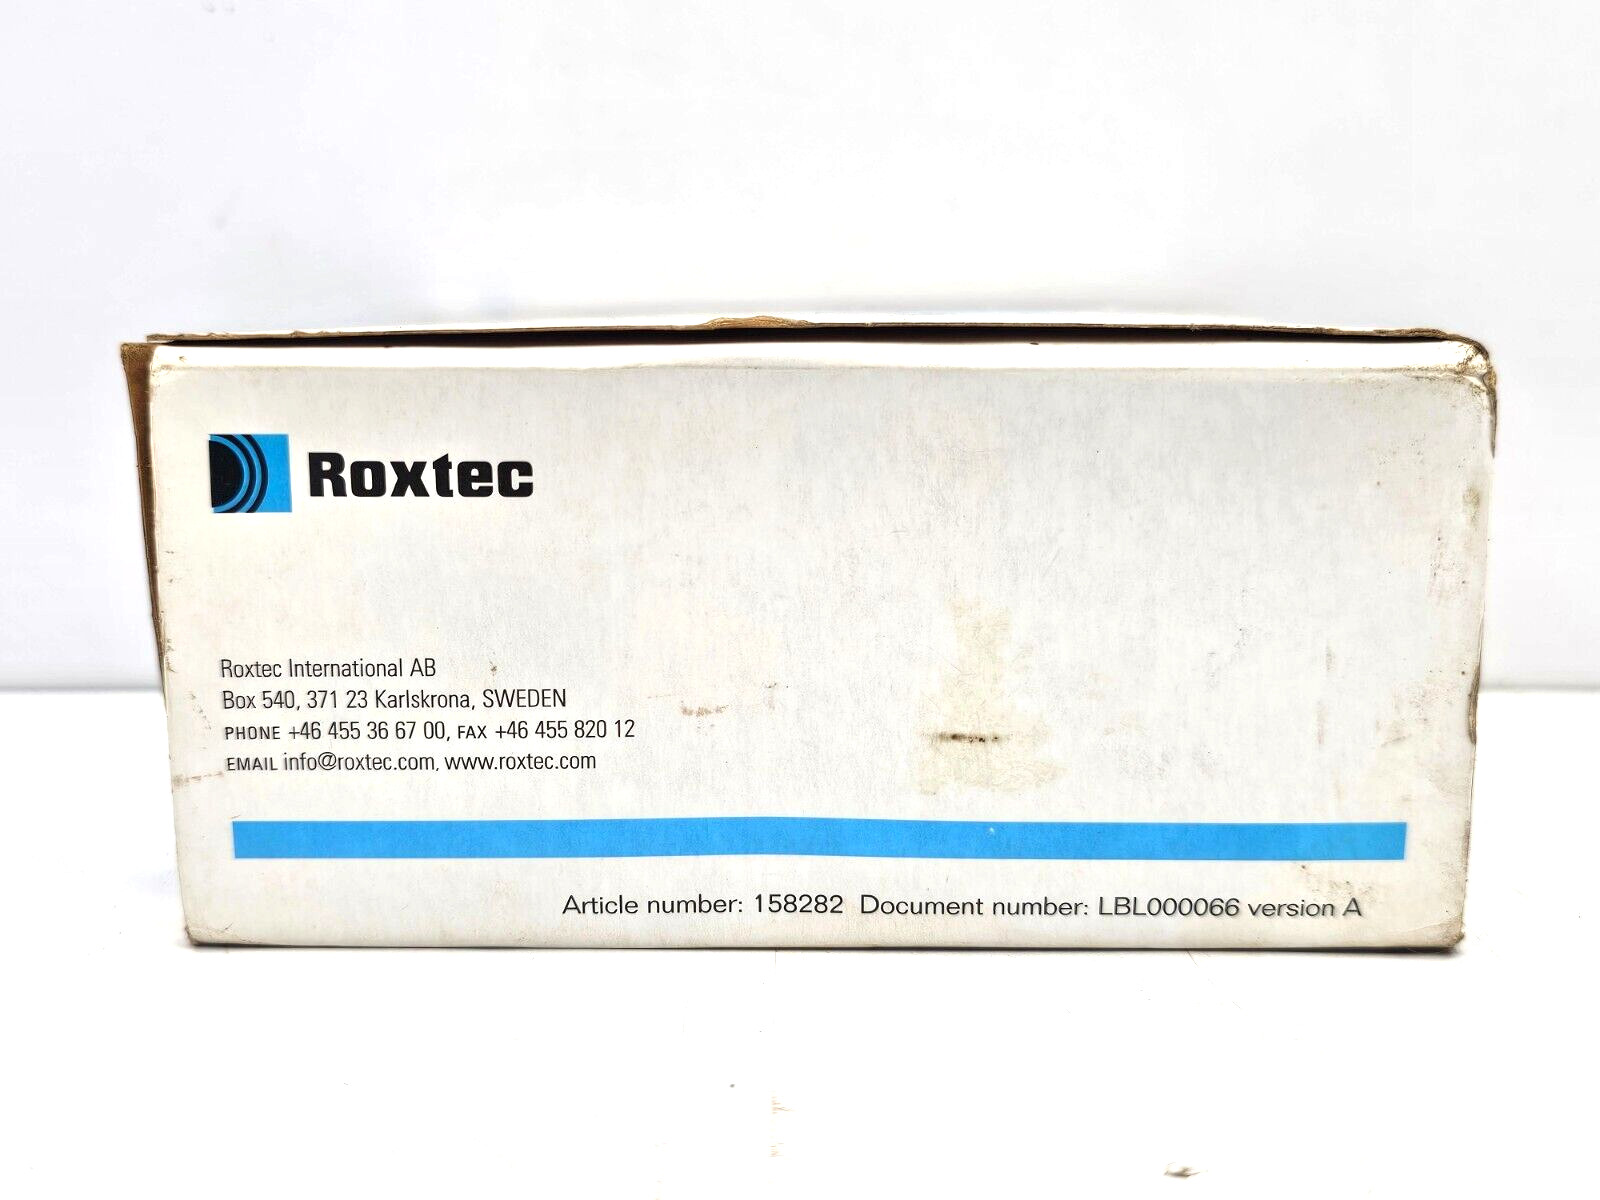 Roxtec
Roxtec International AB
Box 540, 371 23 Karlskrona, SWEDEN
PHONE +46 455 36 67 00, FAX +46 455 820 12
EMAIL info@roxtec.com, www.roxtec.com
Article number: 158282 Document number: LBL000066 version A